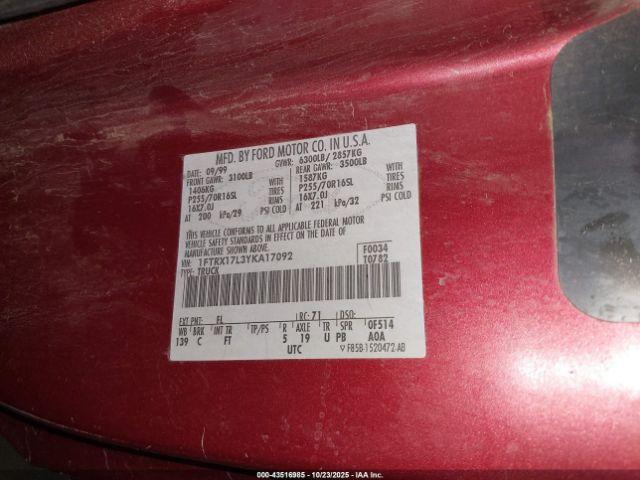 MFD. BY FORD MOTOR CO. IN U.S.A.
09/99 GVWR: 6300LB/ 2857KG
FRONT GAWR: 3100LB REAR GAWR: 3500LB
1406KG WITH 1587KG WITH
P255/70R16SL TIRES P255/70R16SL TIRES
16X7.0J RIMS 16X7.0J RIMS
AT 200 kPa/29 PSI COLD AT 221 kPa/32 PSI COLD
THIS VEHICLE CONFORMS TO ALL APPLICABLE FEDERAL MOTOR
VEHICLE SAFETY STANDARDS IN EFFECT ON THE DATE OF
MANUFACTURE SHOWN ABOVE.
VIN: 1FTRX17L3YKA17092 F0034
TYPE: TRUCK T0782
EXT PNT: FL RC: 71 DSO:
WB BRK INT TR TP/PS R AXLE TR SPR 0F514
139 C FT 5 19 U PB A0A
UTC F85B-1520472-AB
000-43516985 - 10/23/2025 - IAA Inc.